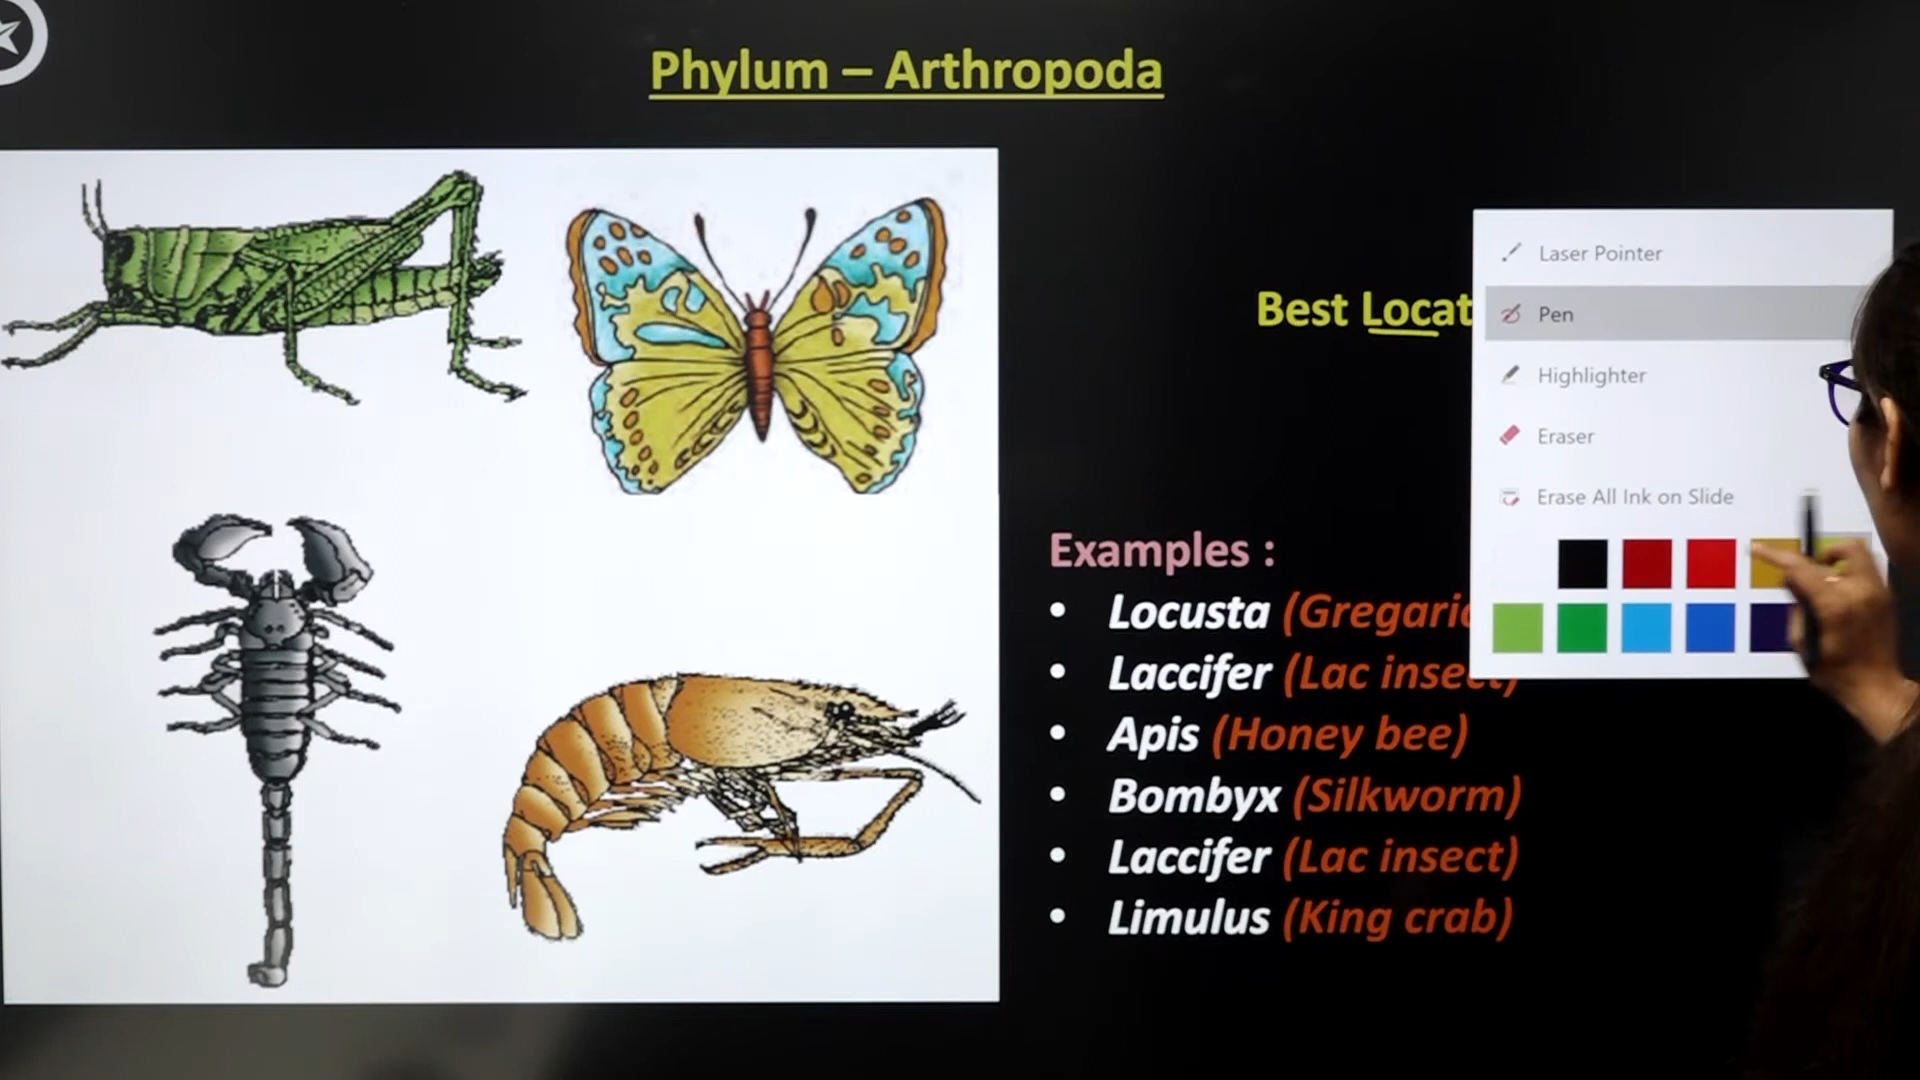 Phylum – Arthropoda
Best Locat
Laser Pointer
Pen
Highlighter
Eraser
Erase All Ink on Slide
Examples :
• Locusta (Gregari
• Laccifer (Lac insect)
• Apis (Honey bee)
• Bombyx (Silkworm)
• Laccifer (Lac insect)
• Limulus (King crab)